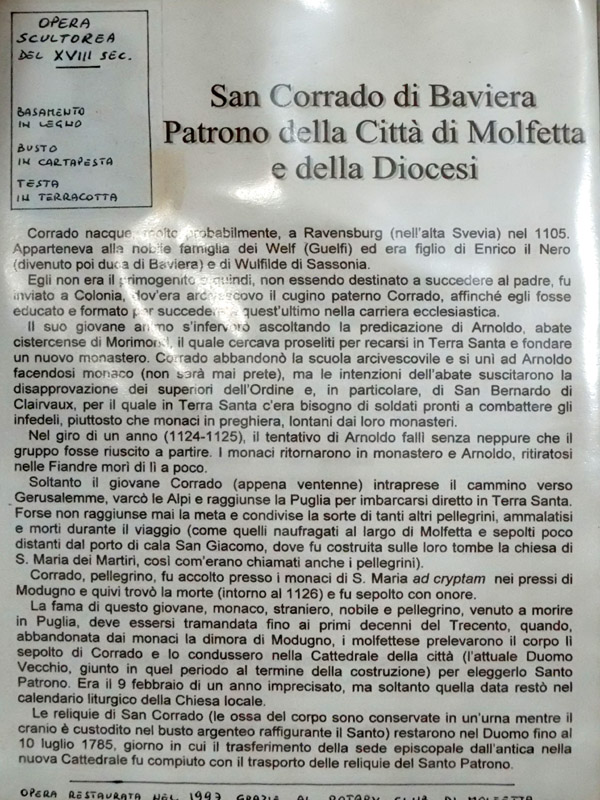 OPERA
SCULTOREA
DEL XVIII SEC.
BASAMENTO
IN LEGNO
BUSTO
IN CARTAPESTA
TESTA
IN TERRACOTTA
San Corrado di Baviera
Patrono della Città di Molfetta
e della Diocesi
Corrado nacque, molto probabilmente, a Ravensburg (nell'alta Svevia) nel 1105.
Apparteneva alla nobile famiglia dei Welf (Guelfi) ed era figlio di Enrico il Nero
(divenuto poi duca di Baviera) e di Wulfilde di Sassonia.
Egli non era il primogenito e quindi, non essendo destinato a succedere al padre, fu
inviato a Colonia, dov'era arcivescovo il cugino paterno Corrado, affinché egli fosse
educato e formato per succedere a quest'ultimo nella carriera ecclesiastica.
Il suo giovane animo s'infervorò ascoltando la predicazione di Arnoldo, abate
cistercense di Morimond, il quale cercava proseliti per recarsi in Terra Santa e fondare
un nuovo monastero. Corrado abbandonò la scuola arcivescovile e si unì ad Arnoldo
facendosi monaco (non sarà mai prete), ma le intenzioni dell'abate suscitarono la
disapprovazione dei superiori dell'Ordine e, in particolare, di San Bernardo di
Clairvaux, per il quale in Terra Santa c'era bisogno di soldati pronti a combattere gli
infedeli, piuttosto che monaci in preghiera, lontani dai loro monasteri.
Nel giro di un anno (1124-1125), il tentativo di Arnoldo fallì senza neppure che il
gruppo fosse riuscito a partire. I monaci ritornarono in monastero e Arnoldo, ritiratosi
nelle Fiandre morì di lì a poco.
Soltanto il giovane Corrado (appena ventenne) intraprese il cammino verso
Gerusalemme, varcò le Alpi e raggiunse la Puglia per imbarcarsi diretto in Terra Santa.
Forse non raggiunse mai la meta e condivise la sorte di tanti altri pellegrini, ammalatisi
e morti durante il viaggio (come quelli naufragati al largo di Molfetta e sepolti poco
distanti dal porto di cala San Giacomo, dove fu costruita sulle loro tombe la chiesa di
S. Maria dei Martiri, così com'erano chiamati anche i pellegrini).
Corrado, pellegrino, fu accolto presso i monaci di S. Maria ad cryptam nei pressi di
Modugno e quivi trovò la morte (intorno al 1126) e fu sepolto con onore.
La fama di questo giovane, monaco, straniero, nobile e pellegrino, venuto a morire
in Puglia, deve essersi tramandata fino ai primi decenni del Trecento, quando,
abbandonata dai monaci la dimora di Modugno, i molfettesi prelevarono il corpo lì
sepolto di Corrado e lo condussero nella Cattedrale della città (l'attuale Duomo
Vecchio, giunto in quel periodo al termine della costruzione) per eleggerlo Santo
Patrono. Era il 9 febbraio di un anno imprecisato, ma soltanto quella data restò nel
calendario liturgico della Chiesa locale.
Le reliquie di San Corrado (le ossa del corpo sono conservate in un'urna mentre il
cranio è custodito nel busto argenteo raffigurante il Santo) restarono nel Duomo fino al
10 luglio 1785, giorno in cui il trasferimento della sede episcopale dall'antica nella
nuova Cattedrale fu compiuto con il trasporto delle reliquie del Santo Patrono.
OPERA RESTAURATA NEL 1997 GRAZIE AL ROTARY CLUB DI MOLFETTA